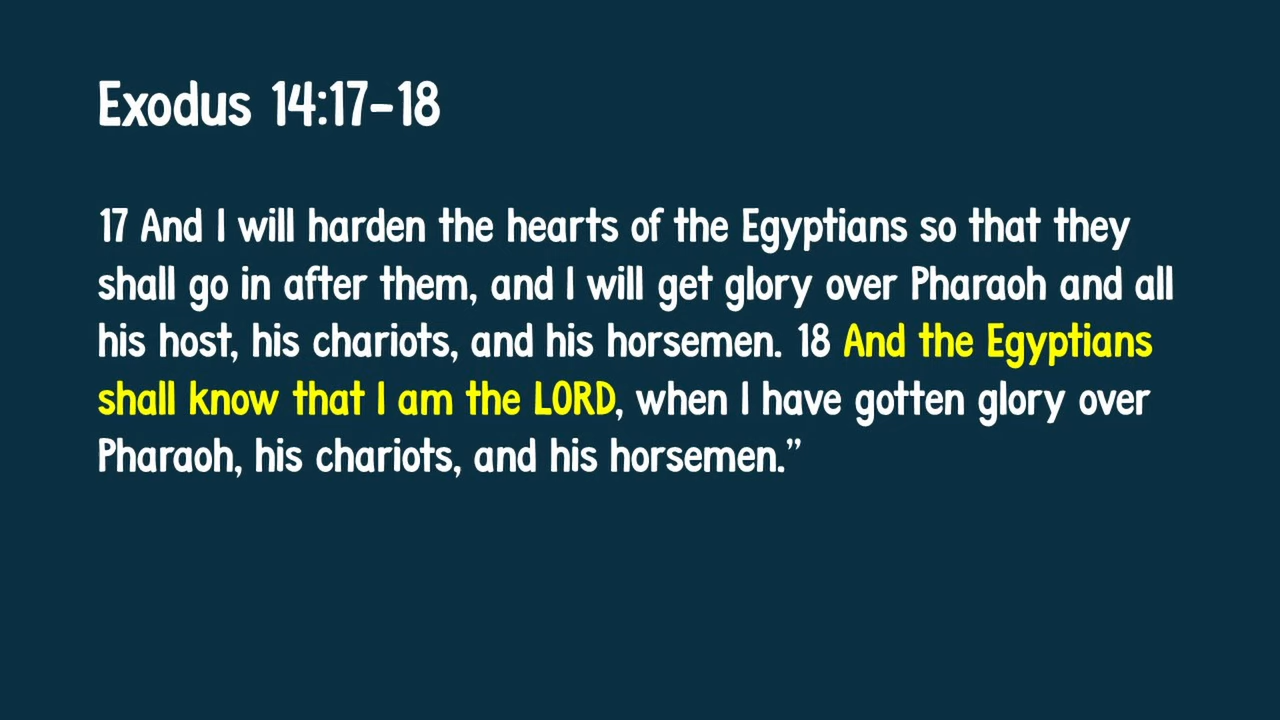 Exodus 14:17–18
17 And I will harden the hearts of the Egyptians so that they
shall go in after them, and I will get glory over Pharaoh and all
his host, his chariots, and his horsemen. 18 And the Egyptians
shall know that I am the LORD, when I have gotten glory over
Pharaoh, his chariots, and his horsemen.”